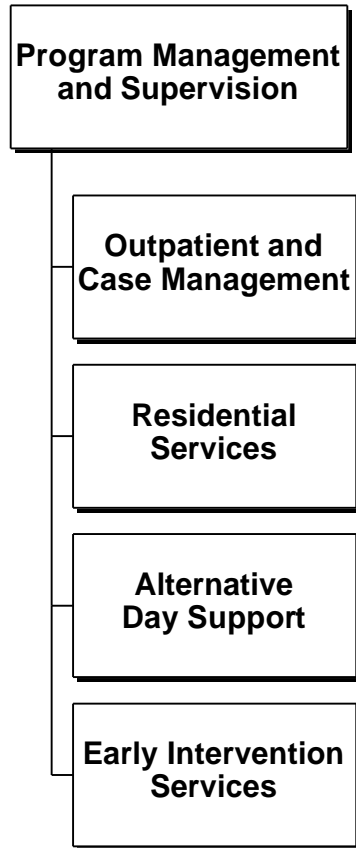 Program Management
and Supervision
Outpatient and
Case Management
Residential
Services
Alternative
Day Support
Early Intervention
Services